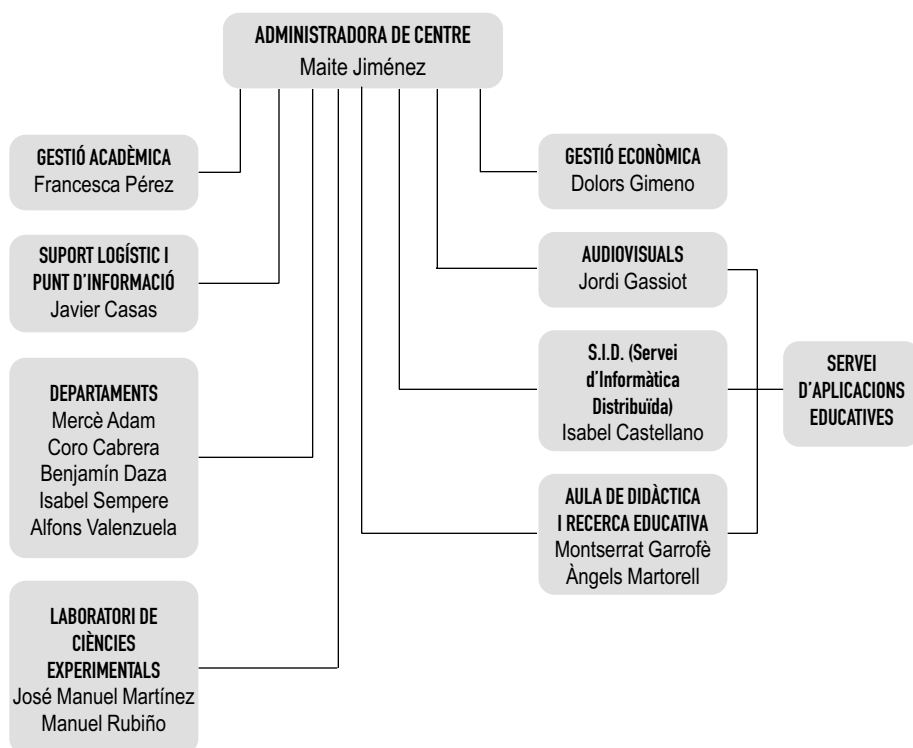 ADMINISTRADORA DE CENTRE
Maite Jiménez
GESTIÓ ACADÈMICA
Francesca Pérez
SUPORT LOGÍSTIC I
PUNT D'INFORMACIÓ
Javier Casas
DEPARTAMENTS
Mercè Adam
Coro Cabrera
Benjamín Daza
Isabel Sempere
Alfons Valenzuela
LABORATORI DE
CIÈNCIES
EXPERIMENTALS
José Manuel Martínez
Manuel Rubiño
GESTIÓ ECONÒMICA
Dolors Gimeno
AUDIOVISUALS
Jordi Gassiot
S.I.D. (Servei
d'Informàtica
Distribuïda)
Isabel Castellano
AULA DE DIDÀCTICA
I RECERCA EDUCATIVA
Montserrat Garrofè
Àngels Martorell
SERVEI
D'APLICACIONS
EDUCATIVES